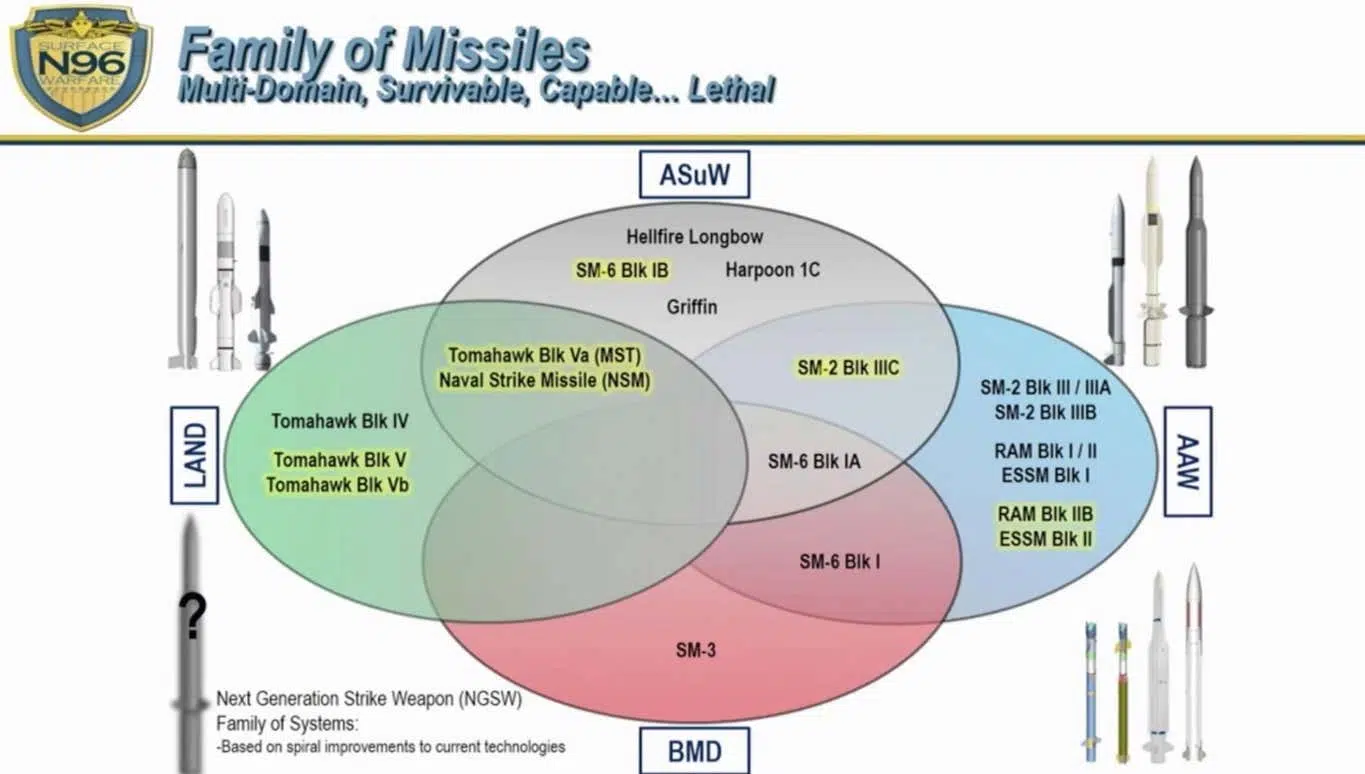 SURFACE
N96
WARFARE
Family of Missiles
Multi-Domain, Survivable, Capable... Lethal
ASuW
Hellfire Longbow
SM-6 Blk IB
Harpoon 1C
Griffin
Tomahawk Blk Va (MST)
Naval Strike Missile (NSM)
SM-2 Blk IIIC
SM-2 Blk III / IIIA
SM-2 Blk IIIB
LAND
Tomahawk Blk IV
Tomahawk Blk V
Tomahawk Blk Vb
SM-6 Blk IA
RAM Blk I / II
ESSM Blk I
RAM Blk IIB
ESSM Blk II
AAW
SM-6 Blk I
SM-3
?
Next Generation Strike Weapon (NGSW)
Family of Systems:
-Based on spiral improvements to current technologies
BMD